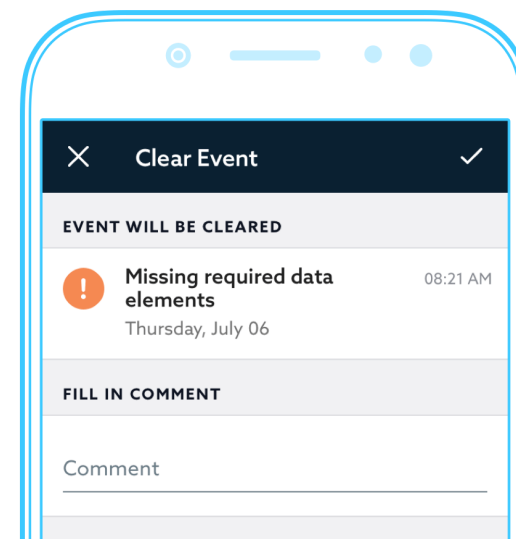 Clear Event
EVENT WILL BE CLEARED
Missing required data
08:21 AM
elements
Thursday, July 06
FILL IN COMMENT
Comment